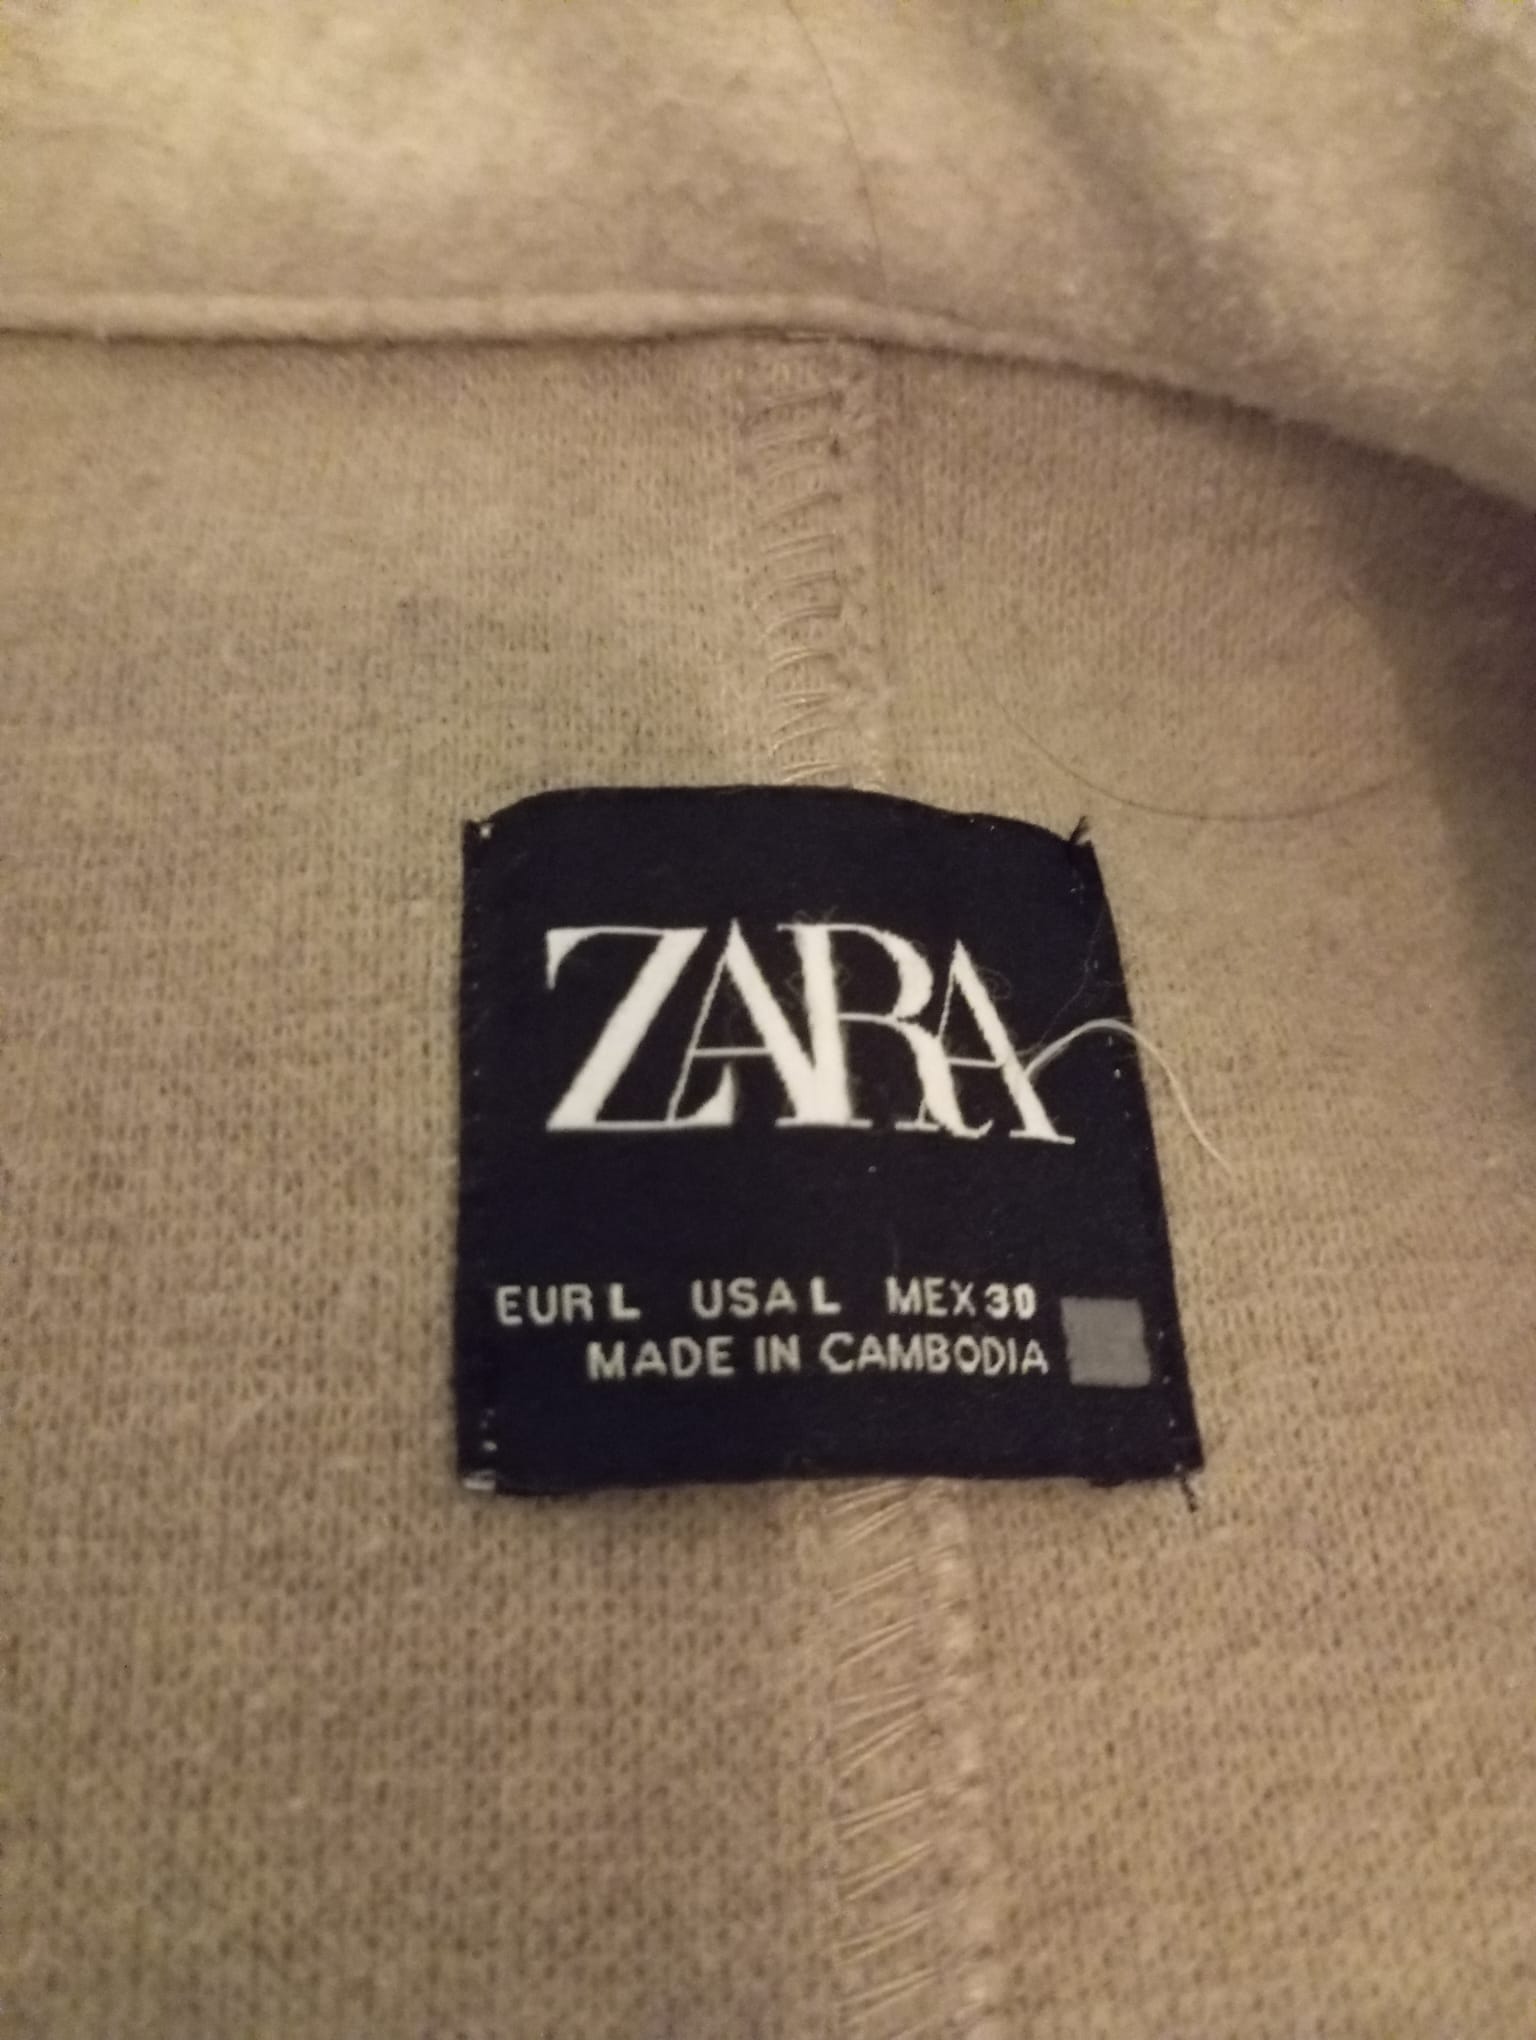 ZARA
EUR L USA L MEX 30
MADE IN CAMBODIA